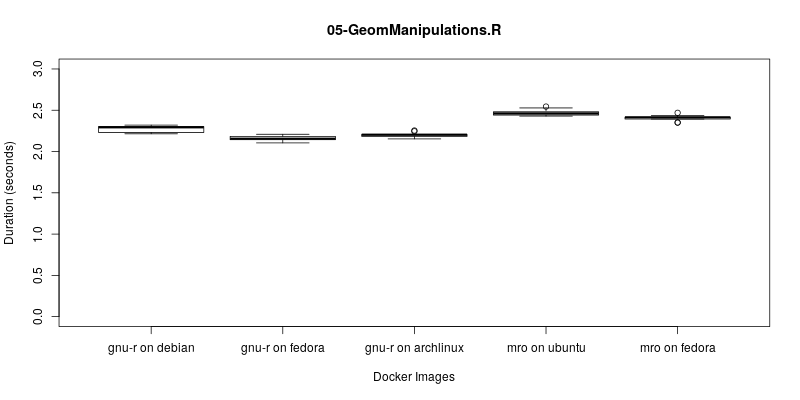 05-GeomManipulations.R
Duration (seconds)
3.0
2.5
2.0
1.5
1.0
0.5
0.0
gnu-r on debian
gnu-r on fedora
gnu-r on archlinux
mro on ubuntu
mro on fedora
Docker Images